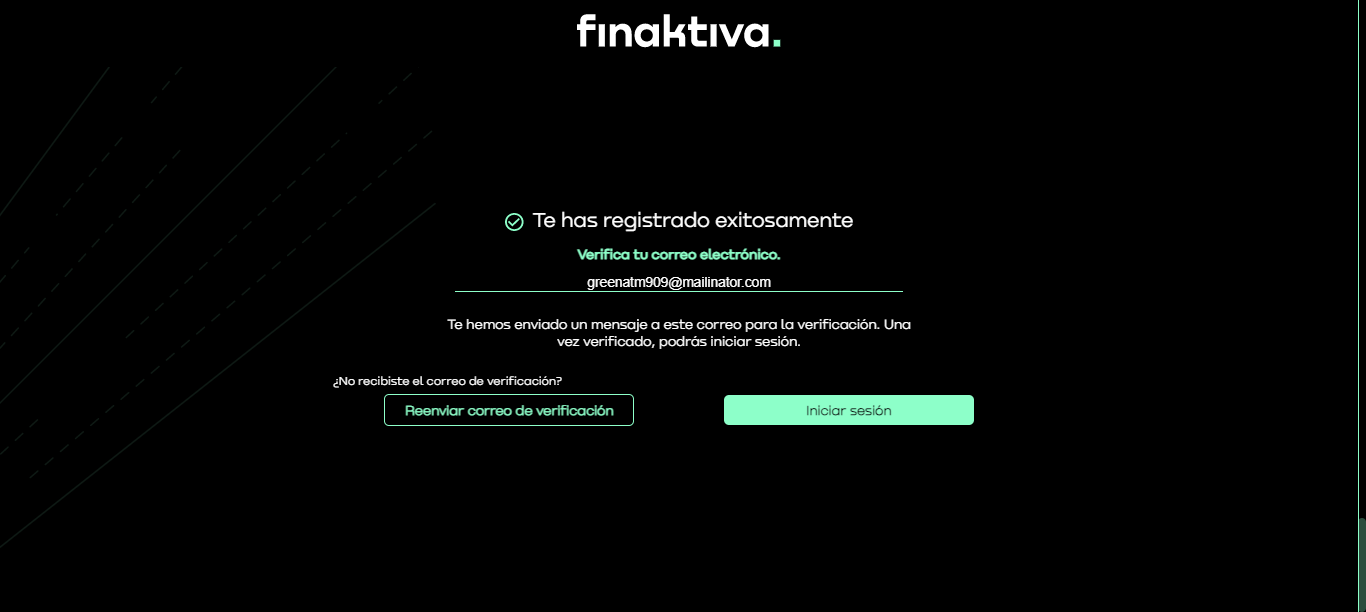 finaktiva.
Te has registrado exitosamente
Verifica tu correo electrónico.
greenatm909@mailinator.com
Te hemos enviado un mensaje a este correo para la verificación. Una
vez verificado, podrás iniciar sesión.
¿No recibiste el correo de verificación?
Reenviar correo de verificación
Iniciar sesión